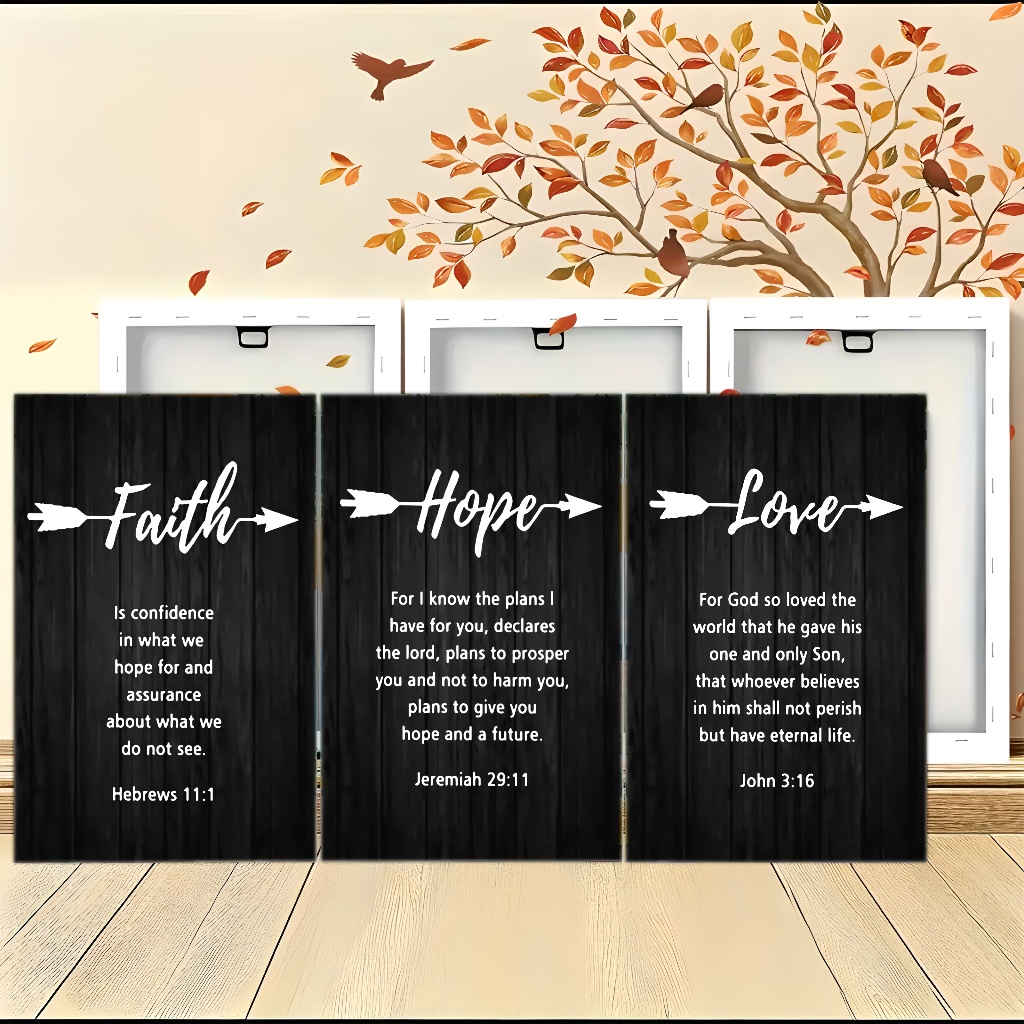 Faith
Is confidence
in what we
hope for and
assurance
about what we
do not see.
Hebrews 11:1
Hope
For I know the plans I
have for you, declares
the lord, plans to prosper
you and not to harm you,
plans to give you
hope and a future.
Jeremiah 29:11
Love
For God so loved the
world that he gave his
one and only Son,
that whoever believes
in him shall not perish
but have eternal life.
John 3:16